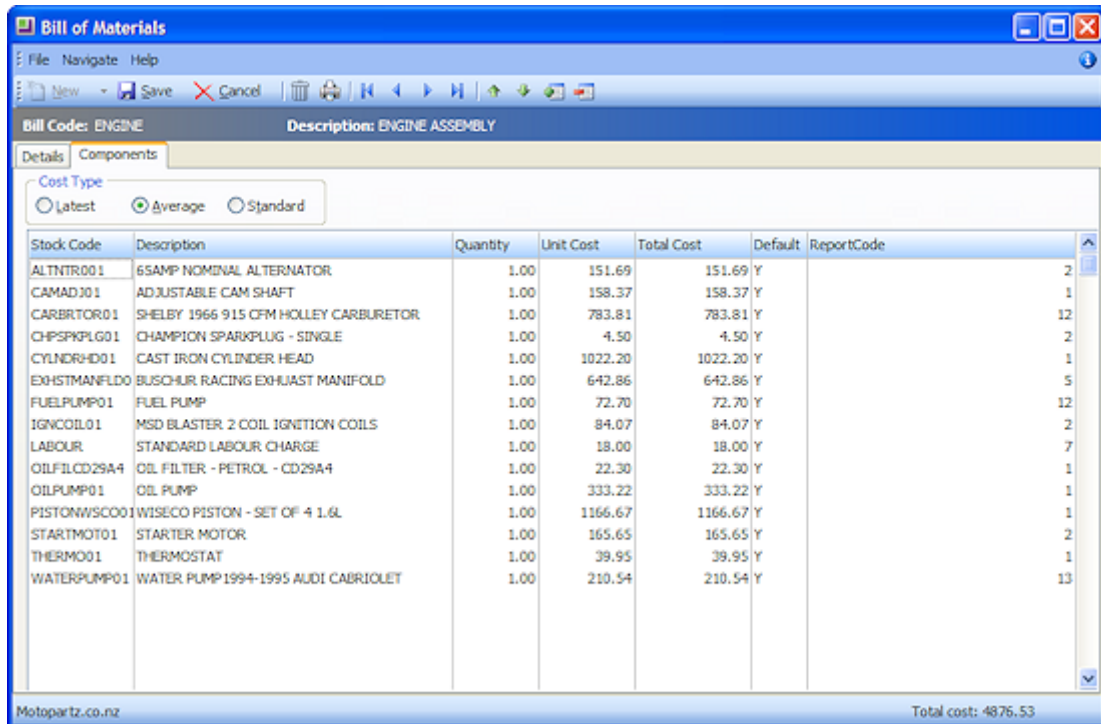 Bill of Materials
File Navigate Help
New Save Cancel
Bill Code: ENGINE Description: ENGINE ASSEMBLY
Details Components
Cost Type
Latest Average Standard
Stock Code Description Quantity Unit Cost Total Cost Default ReportCode
ALTNTR001 65AMP NOMINAL ALTERNATOR 1.00 151.69 151.69 Y 2
CAMADJ01 ADJUSTABLE CAM SHAFT 1.00 158.37 158.37 Y 1
CARBRTOR01 SHELBY 1966 915 CFM HOLLEY CARBURETOR 1.00 783.81 783.81 Y 12
CHPSPKPLG01 CHAMPION SPARKPLUG - SINGLE 1.00 4.50 4.50 Y 2
CYLNDRHD01 CAST IRON CYLINDER HEAD 1.00 1022.20 1022.20 Y 1
EXHSTMANFLD0 BUSCHUR RACING EXHUAST MANIFOLD 1.00 642.86 642.86 Y 5
FUELPUMP01 FUEL PUMP 1.00 72.70 72.70 Y 12
IGNCOIL01 MSD BLASTER 2 COIL IGNITION COILS 1.00 84.07 84.07 Y 2
LABOUR STANDARD LABOUR CHARGE 1.00 18.00 18.00 Y 7
OILFILCD29A4 OIL FILTER - PETROL - CD29A4 1.00 22.30 22.30 Y 1
OILPUMP01 OIL PUMP 1.00 333.22 333.22 Y 1
PISTONWSCO01 WISECO PISTON - SET OF 4 1.6L 1.00 1166.67 1166.67 Y 1
STARTMOT01 STARTER MOTOR 1.00 165.65 165.65 Y 2
THERMO01 THERMOSTAT 1.00 39.95 39.95 Y 1
WATERPUMP01 WATER PUMP1994-1995 AUDI CABRIOLET 1.00 210.54 210.54 Y 13
Motopartz.co.nz Total cost: 4876.53